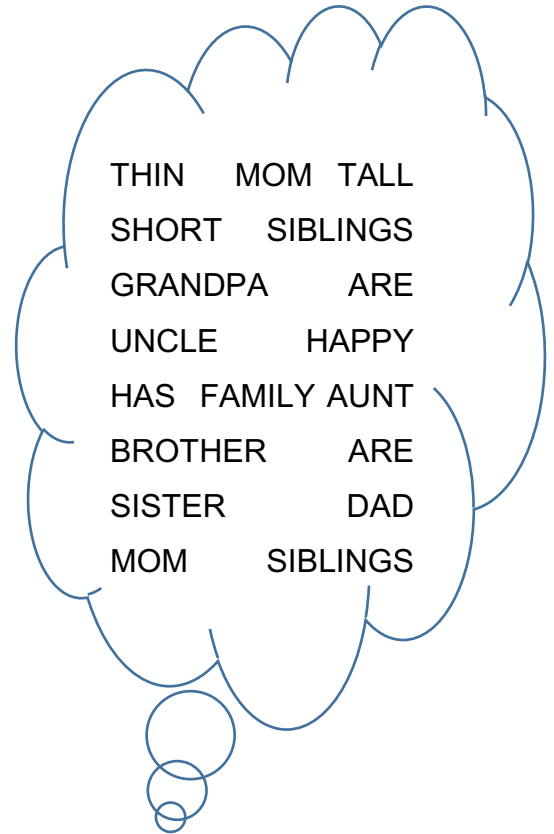 THIN MOM TALL
SHORT SIBLINGS
GRANDPA ARE
UNCLE HAPPY
HAS FAMILY AUNT
BROTHER ARE
SISTER DAD
MOM SIBLINGS